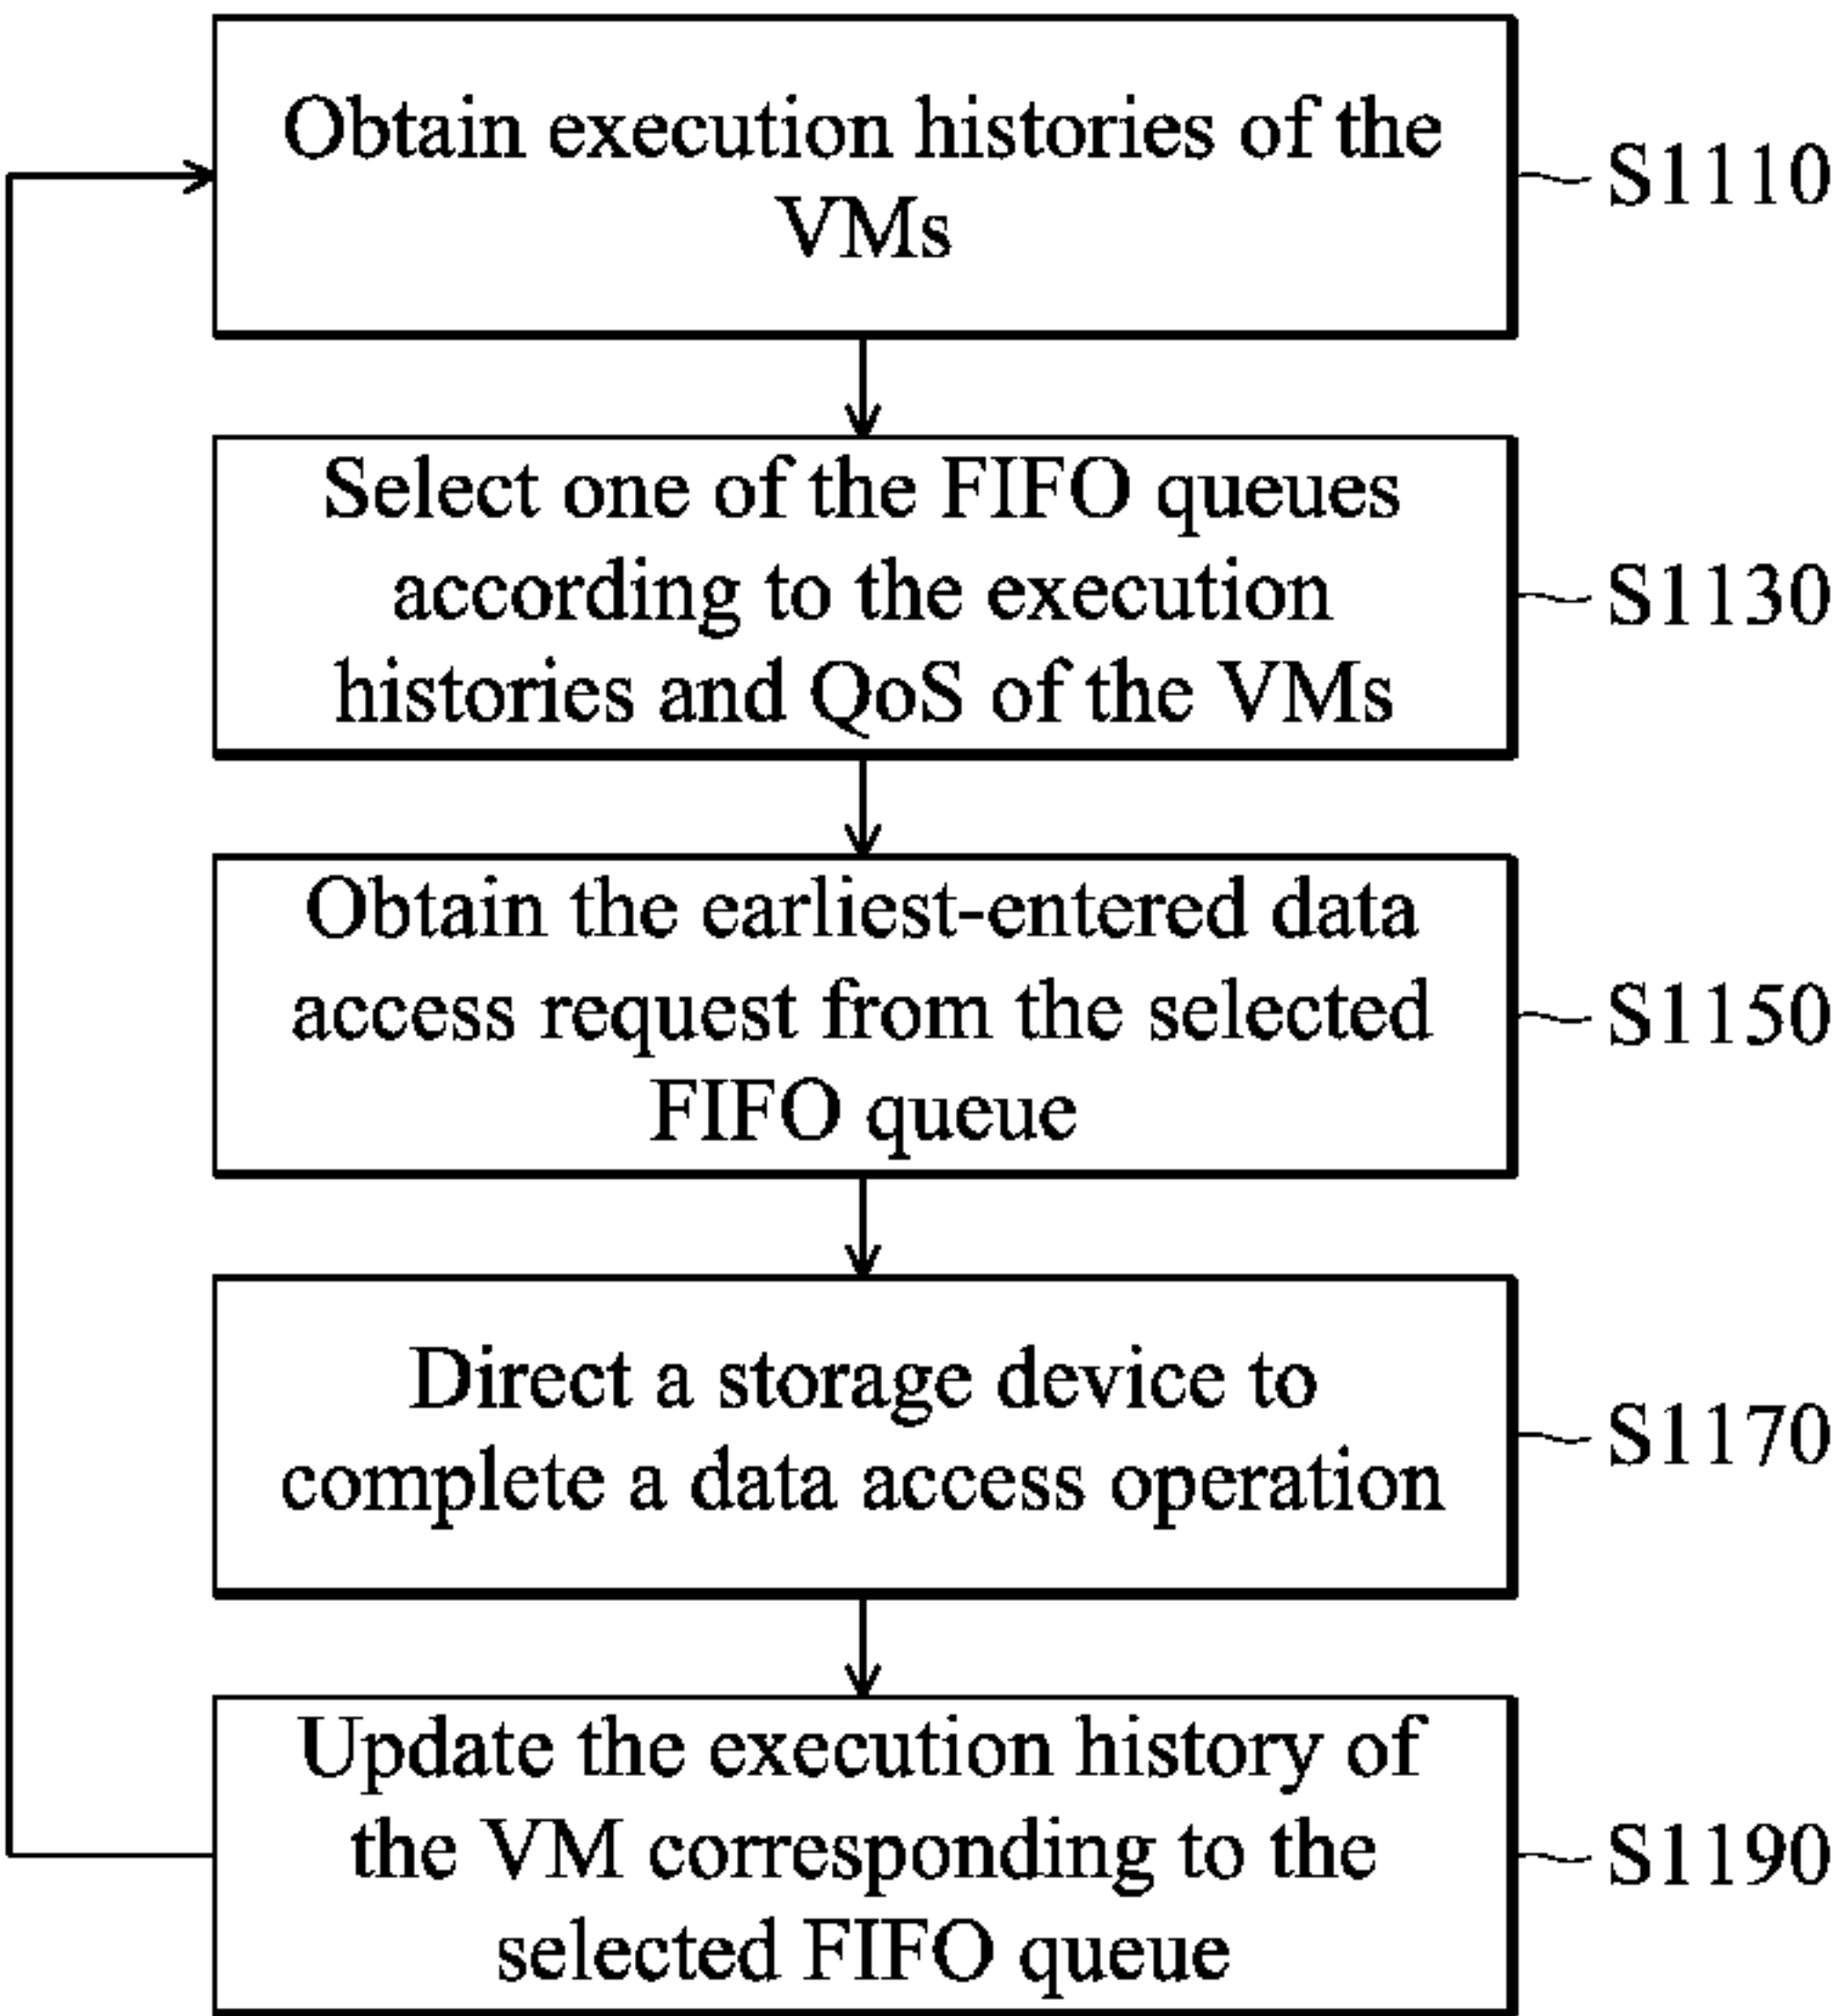 Obtain execution histories of the
VMs
S1110
Select one of the FIFO queues
according to the execution
histories and QoS of the VMs
S1130
Obtain the earliest-entered data
access request from the selected
FIFO queue
S1150
Direct a storage device to
complete a data access operation
S1170
Update the execution history of
the VM corresponding to the
selected FIFO queue
S1190